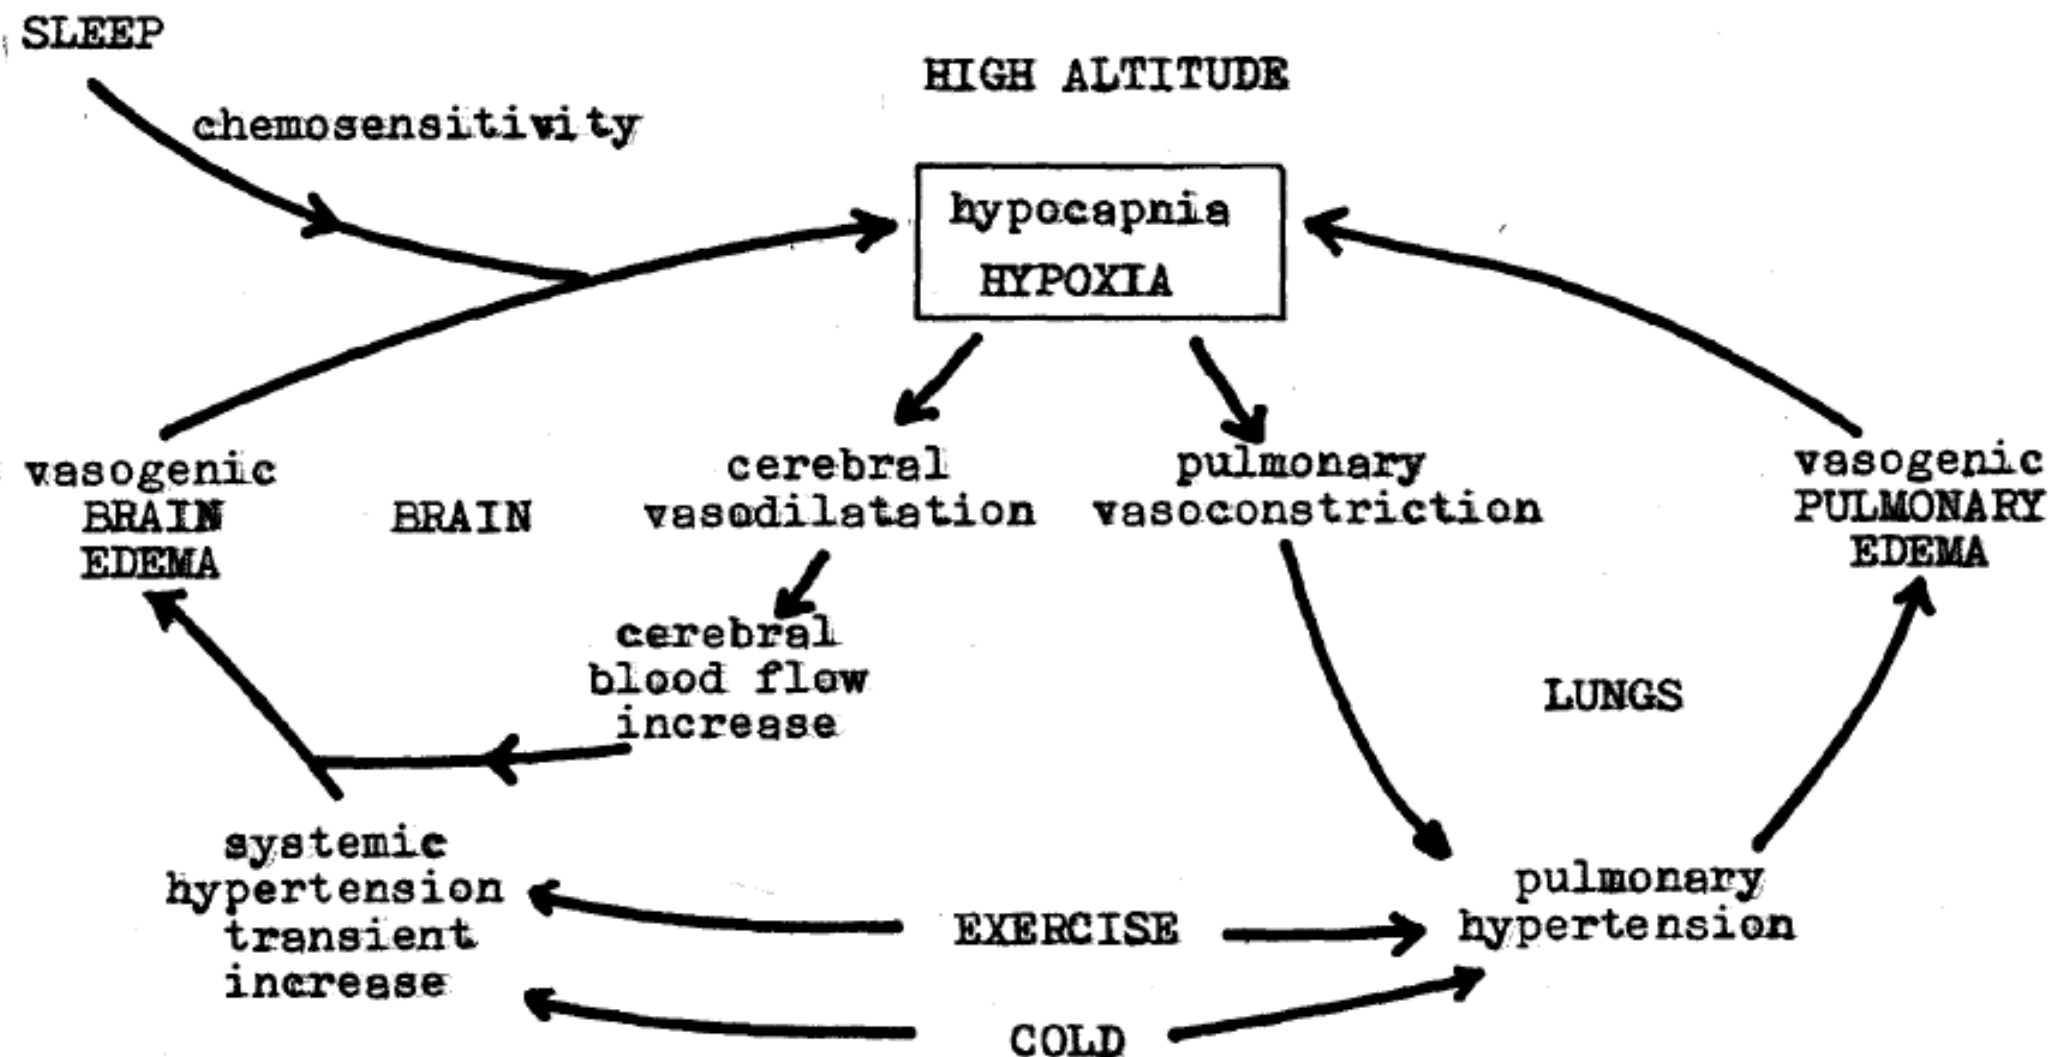 SLEEP
HIGH ALTITUDE
chemosensitivity
hypocapnia
HYPOXIA
vasogenic
BRAIN
EDEMA
BRAIN
cerebral
vasodilatation
pulmonary
vasoconstriction
vasogenic
PULMONARY
EDEMA
cerebral
blood flow
increase
LUNGS
systemic
hypertension
transient
increase
EXERCISE
pulmonary
hypertension
COLD